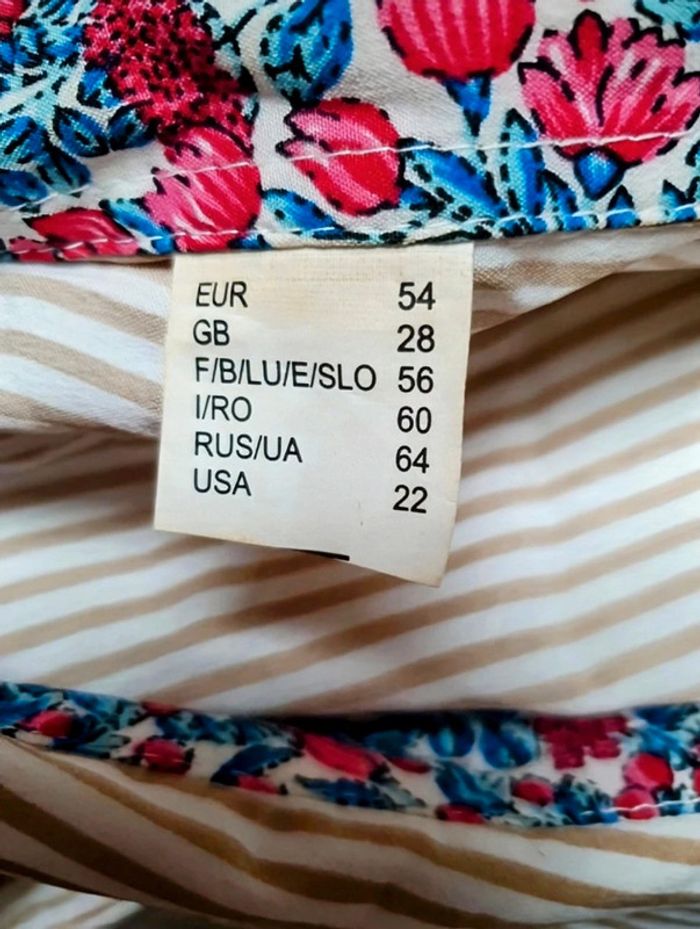 EUR 54
GB 28
F/B/LU/E/SLO 56
I/RO 60
RUS/UA 64
USA 22